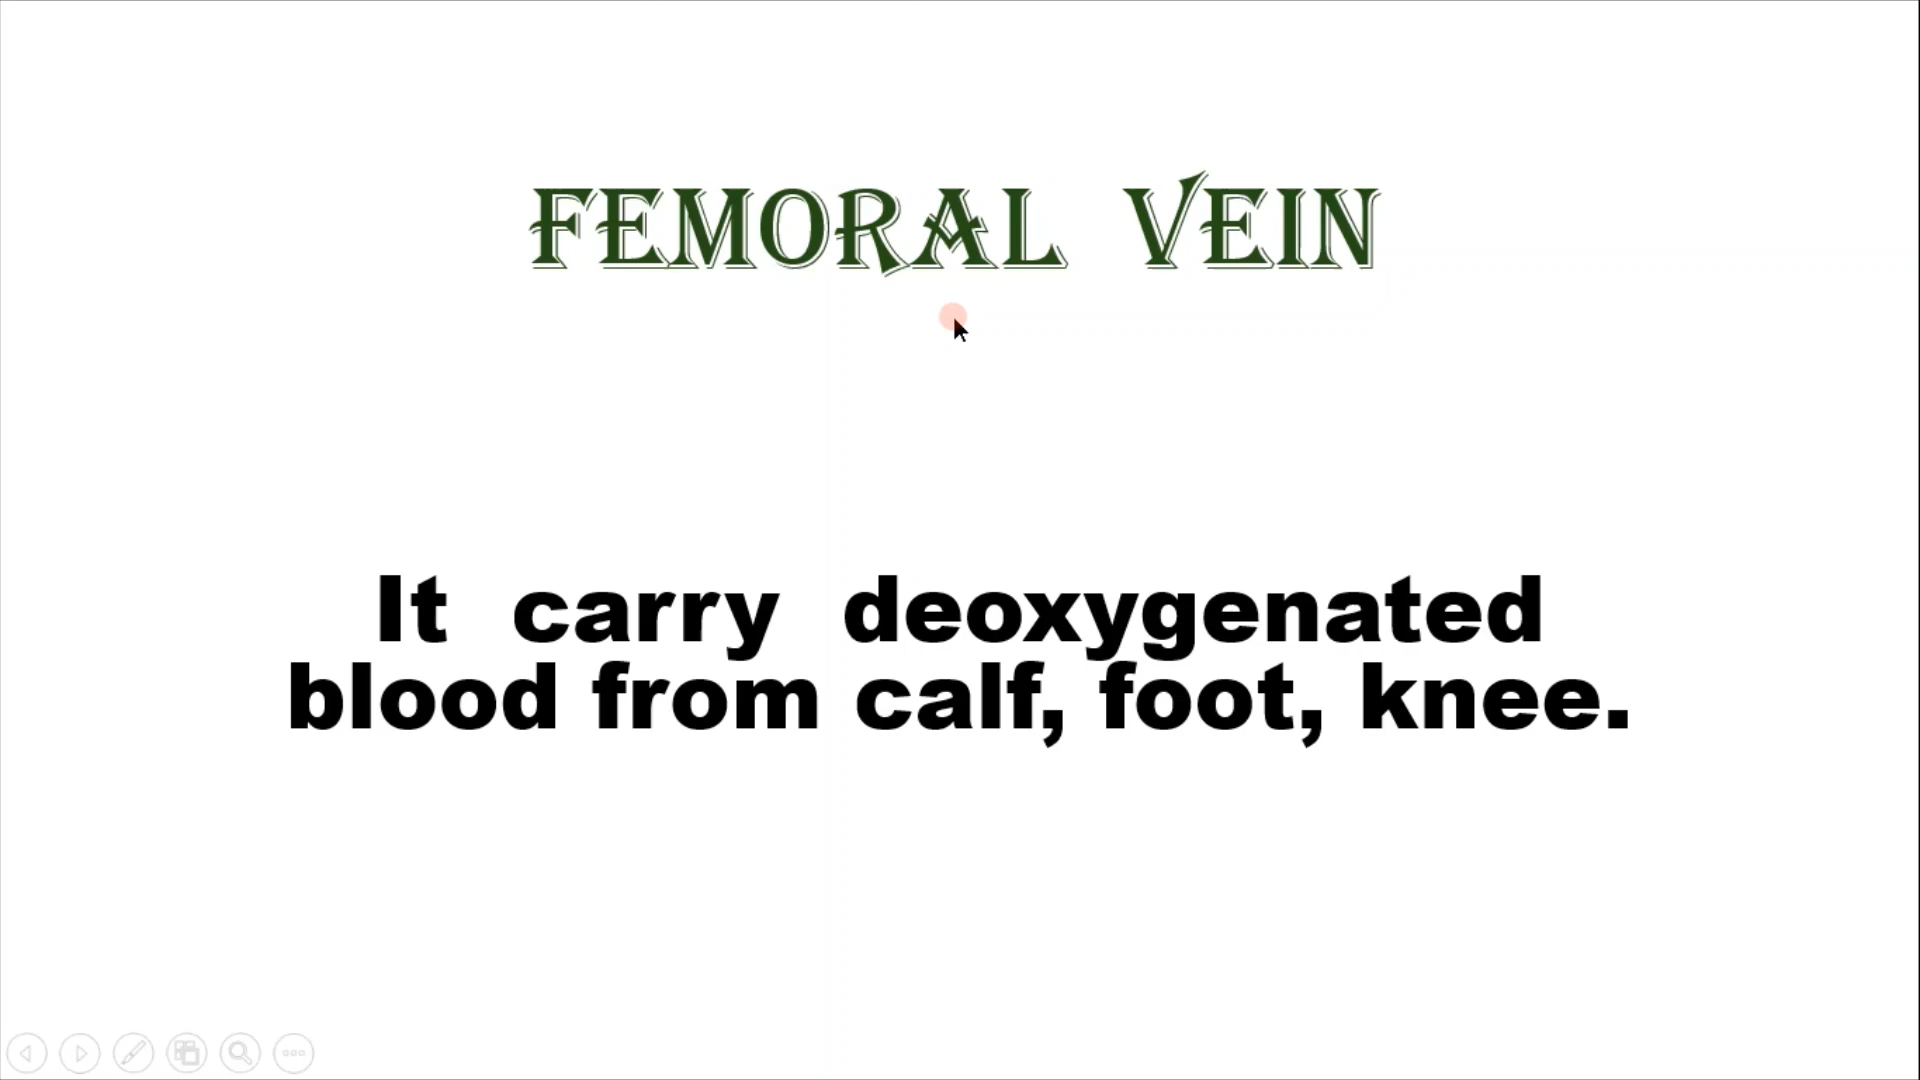 FEMORAL VEIN
It carry deoxygenated
blood from calf, foot, knee.